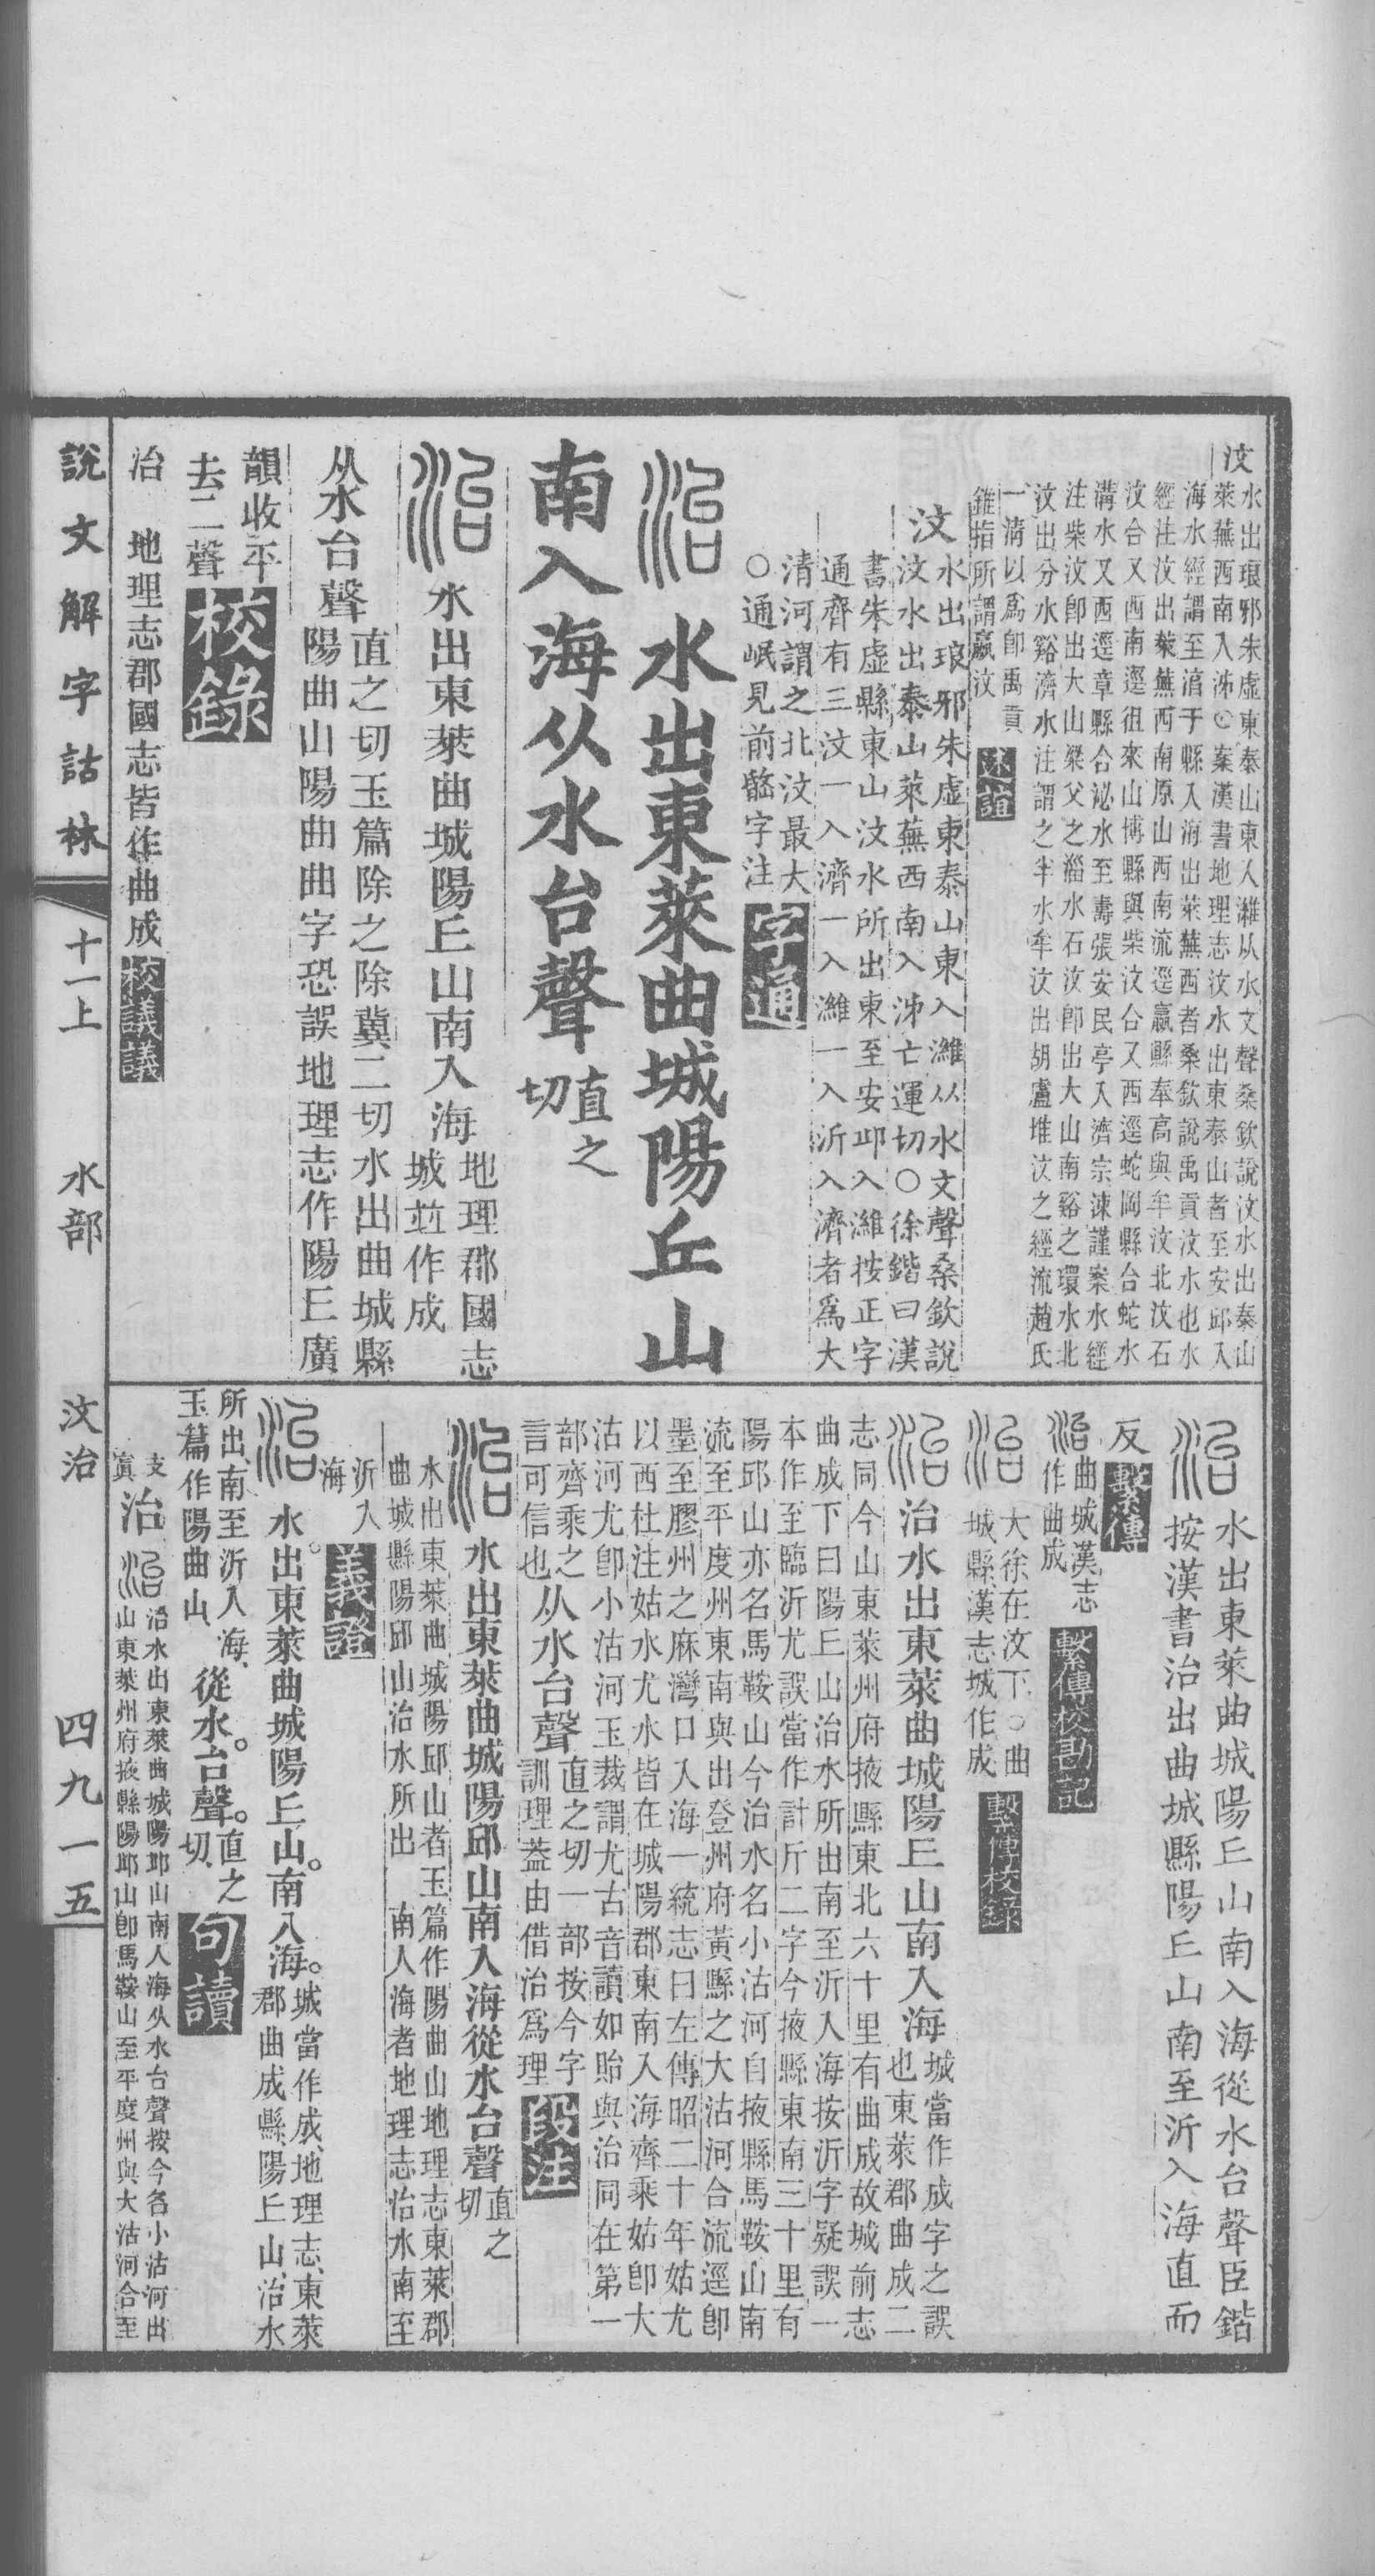 汶
水出琅邪朱虛東泰山東入濰从水文聲桑欽說汶水出泰山
萊蕪西南入泲○案漢書地理志汶水出東泰山者至安邱入
海水經謂至淯于縣入海出萊蕪西者桑欽說禹貢汶水也水
經注汶出萊蕪西南原山西南流逕嬴縣奉高與牟汶北汶石
汶合又西南逕徂來山博縣與柴汶合又西逕蛇岡縣合蛇水
溝水又西逕章縣合泌水至壽張安民亭入濟宗涑謹案水經
注柴汶卽出大山梁父之淄水石汶卽出大山南谿之環水北
汶出分水谿濟水注謂之半水牟汶出胡盧堆汶之經流趙氏
一清以爲卽禹貢
錐指所謂嬴汶 述誼
汶
水出琅邪朱虛東泰山東入濰从水文聲桑欽說
汶水出泰山萊蕪西南入泲亡運切○徐鍇曰漢
書朱虛縣東山汶水所出東至安邱入濰按正字
通齊有三汶一入濟一入濰一入沂入濟者爲大
清河謂之北汶最大
○通岷見前㟭字注 字通
治 水出東萊曲城陽丘山
南入海从水台聲 直之切
治 水出東萊曲城陽丘山南入海 地理郡國志
城竝作成
从水台聲 直之切玉篇除之除冀二切水出曲城縣
陽曲山陽曲曲字恐誤地理志作陽丘廣
韻收平
去二聲 校錄
治 地理志郡國志皆作曲成 校議議
治 水出東萊曲城陽丘山南入海從水台聲臣鍇
按漢書治出曲城縣陽丘山南至沂入海直而
反 繫傳
治 曲城漢志
作曲成 繫傳校勘記
治 大徐在汶下○曲
城縣漢志城作成 繫傳校錄
治 治水出東萊曲城陽丘山南入海 城當作成字之誤
也東萊郡曲成二
志同今山東萊州府掖縣東北六十里有曲成故城前志
曲成下曰陽丘山治水所出南至沂入海按沂字疑誤一
本作至臨沂尤誤當作計斤二字今掖縣東南三十里有
陽邱山亦名馬鞍山今治水名小沽河自掖縣馬鞍山南
流至平度州東南與出登州府黃縣之大沽河合流逕卽
墨至膠州之麻灣口入海一統志曰左傳昭二十年姑尤
以西杜注姑水尤水皆在城陽郡東南入海齊乘姑卽大
沽河尤卽小沽河玉裁謂尤古音讀如貽與治同在第一
部齊乘之
言可信也 从水台聲 直之切一部按今字
訓理蓋由借治爲理 段注
治 水出東萊曲城陽邱山南入海從水台聲 直之切
水出東萊曲城陽邱山者玉篇作陽曲山地理志東萊郡
曲城縣陽邱山治水所出 南入海者地理志治水南至
沂入
海 義證
治 水。出東萊曲城陽丘山。南入海。城當作成、地理志、東萊
郡曲成縣、陽丘山、治水
所出、南至沂入海、
玉篇作陽曲山、 從水。台聲。直之
切、 句讀
治 治水出東萊曲城陽邱山南入海从水台聲按今名小沽河出
山東萊州府掖縣陽邱山卽馬鞍山至平度州與大沽河合至
說文解字詁林 十一上 水部 汶治 四九一五